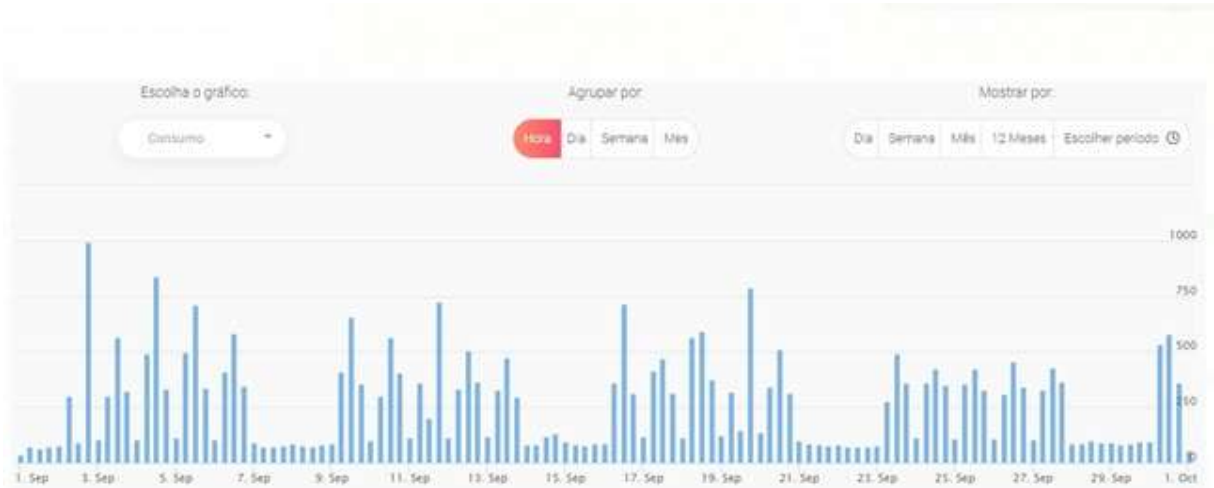 Escolha o gráfico:
Agrupar por:
Mostrar por:
Consumo
Hora Dia Semana Mes
Dia Semana Mês 12 Meses Escolher período
1000
750
500
250
0
1. Sep 3. Sep 5. Sep 7. Sep 9. Sep 11. Sep 13. Sep 15. Sep 17. Sep 19. Sep 21. Sep 23. Sep 25. Sep 27. Sep 29. Sep 1. Oct